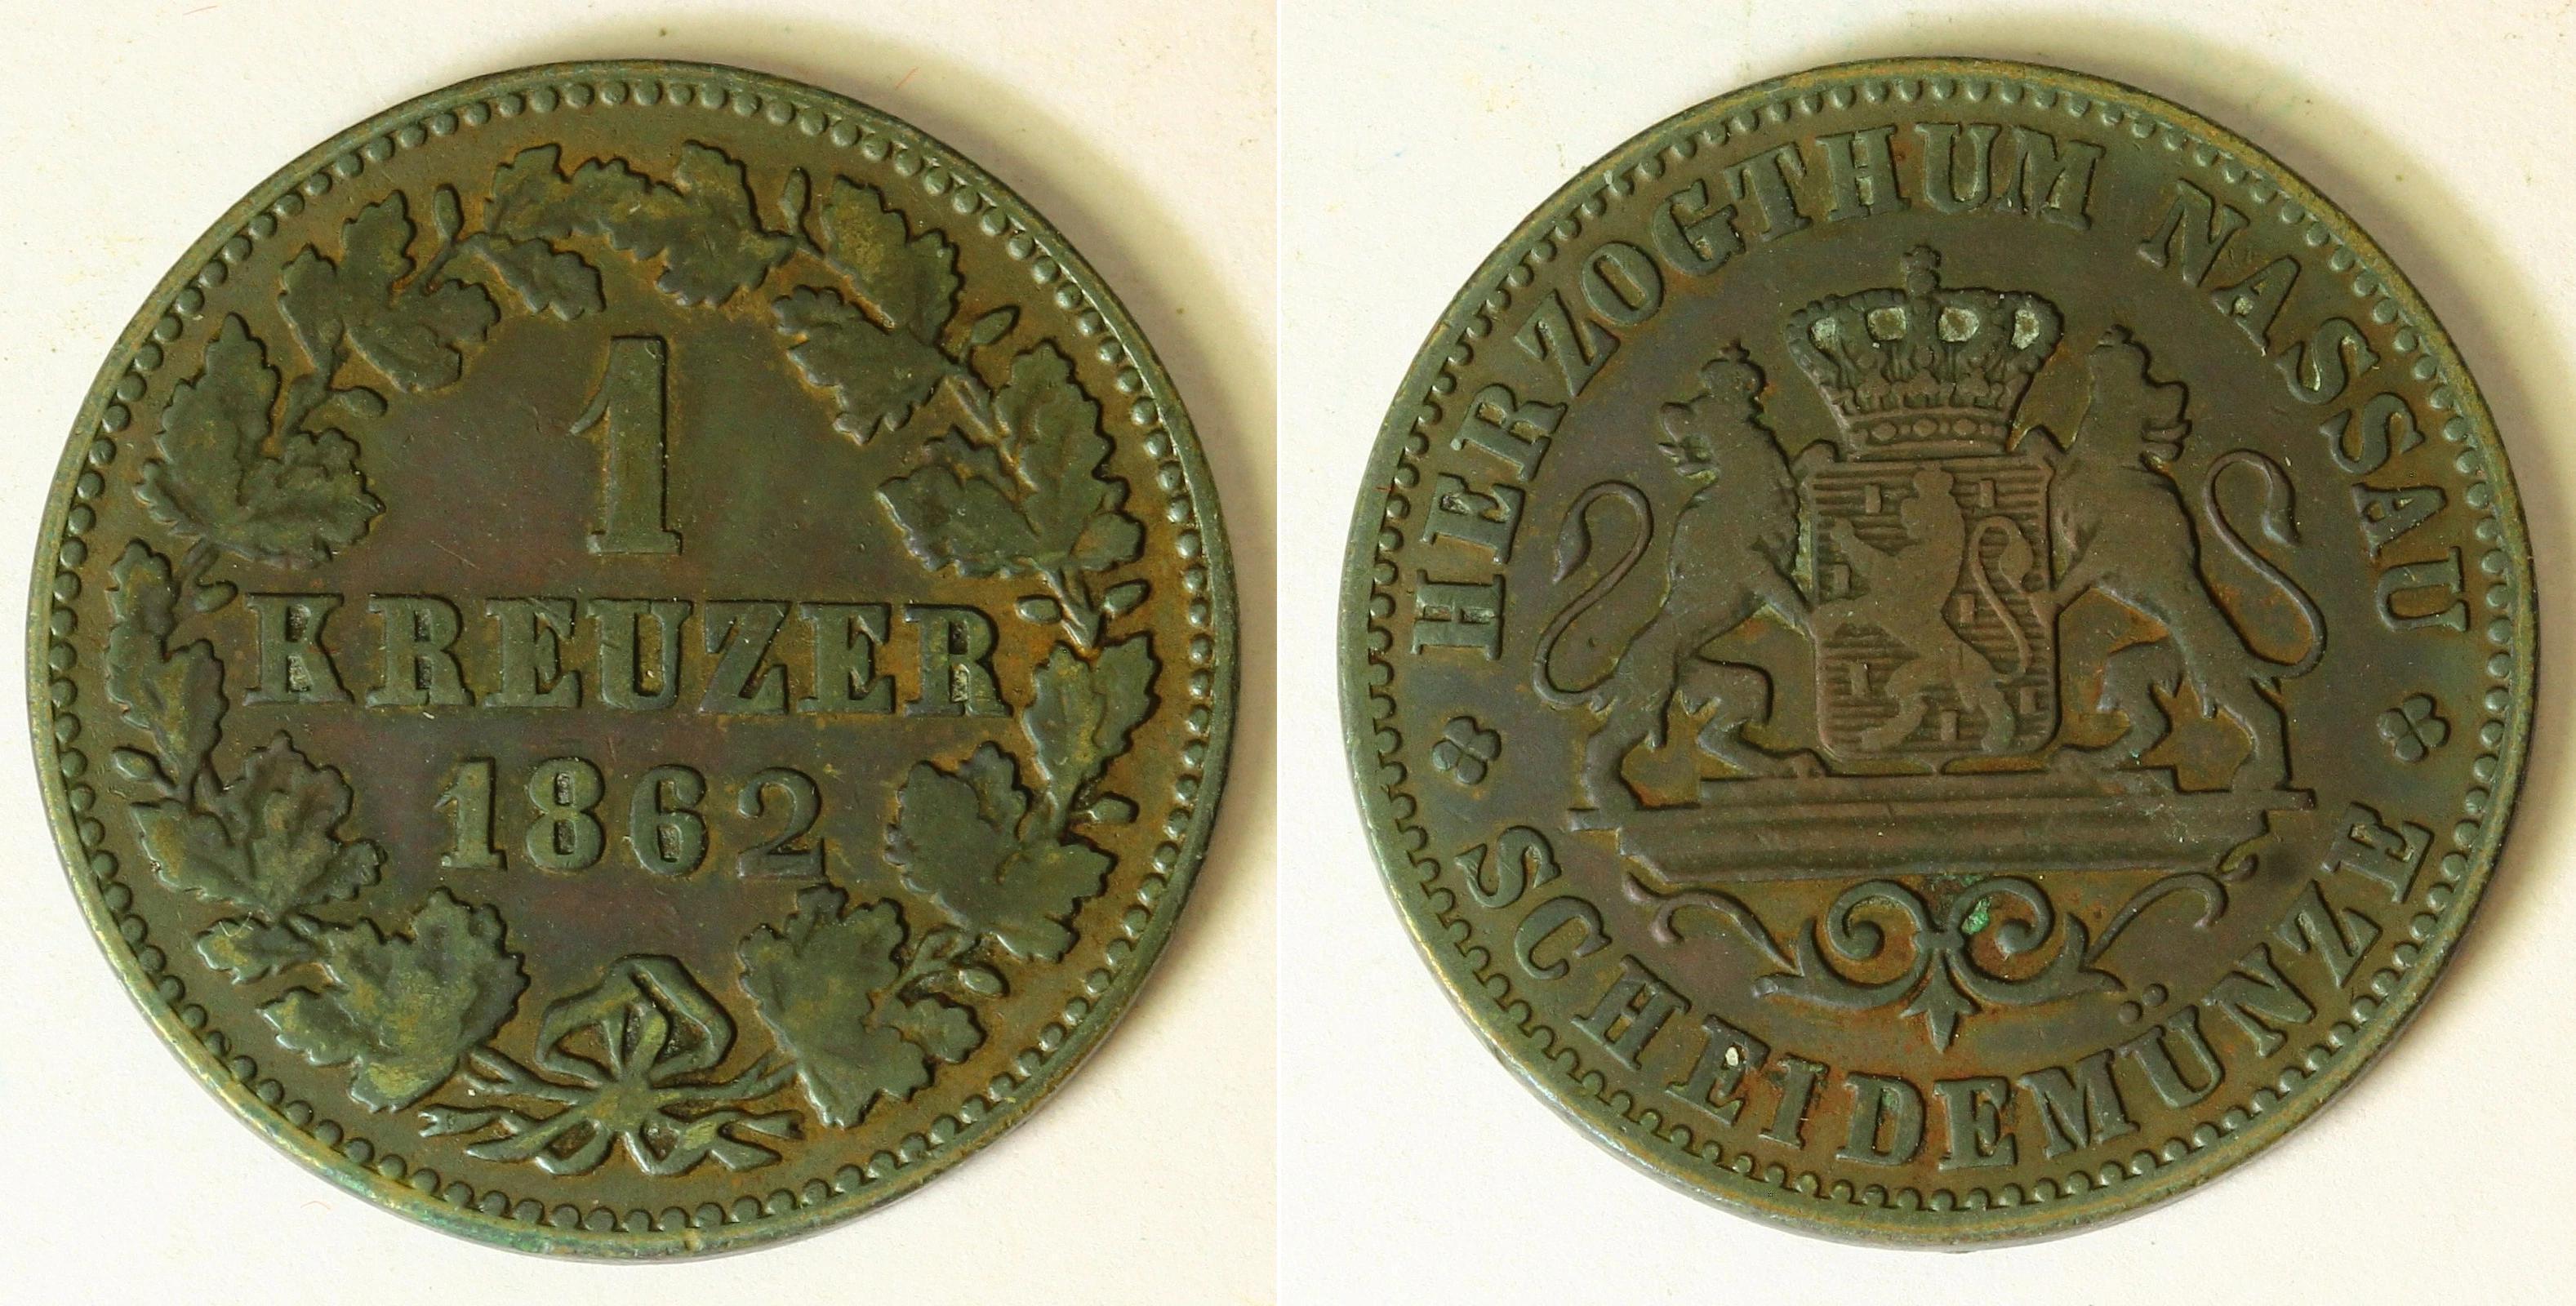 1
KREUZER
1862
HERZOGTHUM NASSAU
SCHEIDEMÜNZE